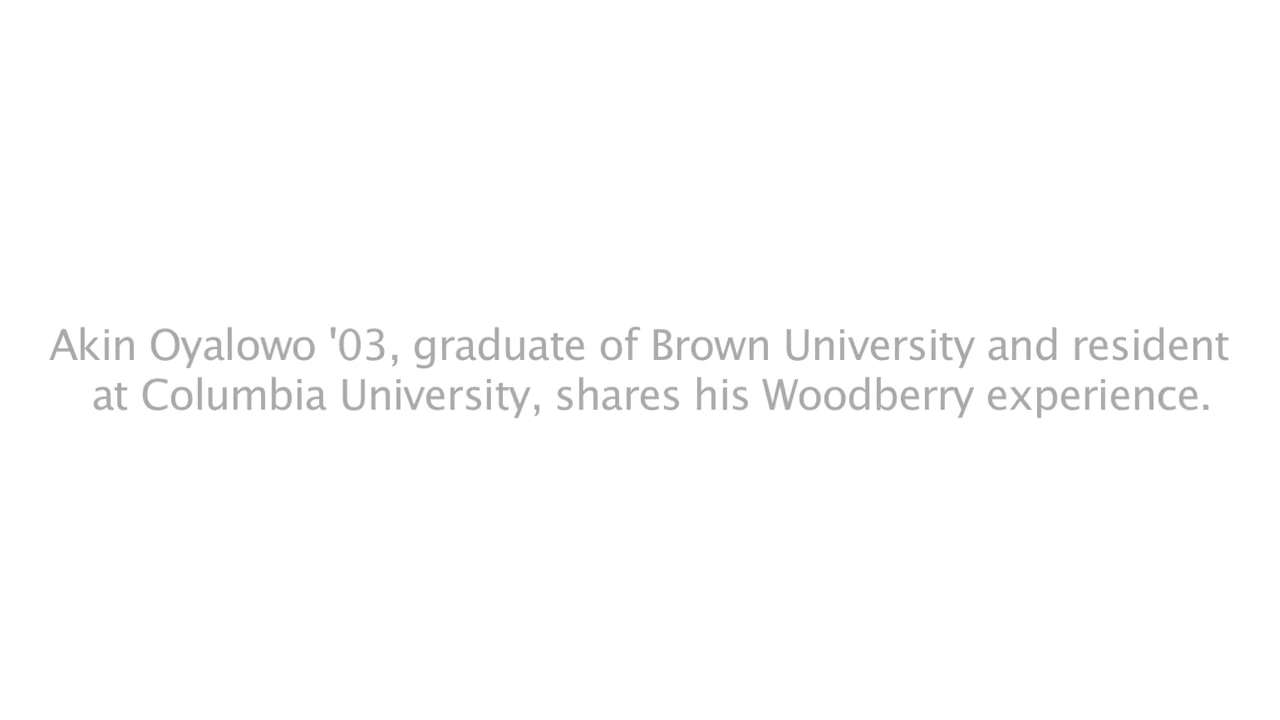 Akin Oyalowo '03, graduate of Brown University and resident
at Columbia University, shares his Woodberry experience.